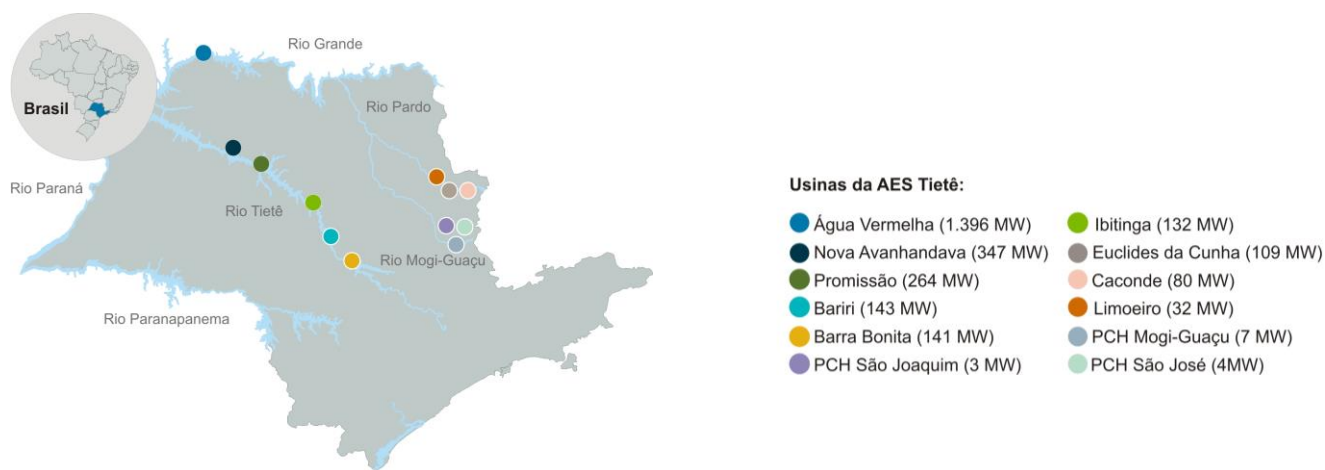 Rio Grande
Brasil
Rio Pardo
Rio Paraná
Rio Tietê
Rio Mogi-Guaçu
Rio Paranapanema
Usinas da AES Tietê:
Água Vermelha (1.396 MW)
Nova Avanhandava (347 MW)
Promissão (264 MW)
Bariri (143 MW)
Barra Bonita (141 MW)
PCH São Joaquim (3 MW)
Ibitinga (132 MW)
Euclides da Cunha (109 MW)
Caconde (80 MW)
Limoeiro (32 MW)
PCH Mogi-Guaçu (7 MW)
PCH São José (4MW)